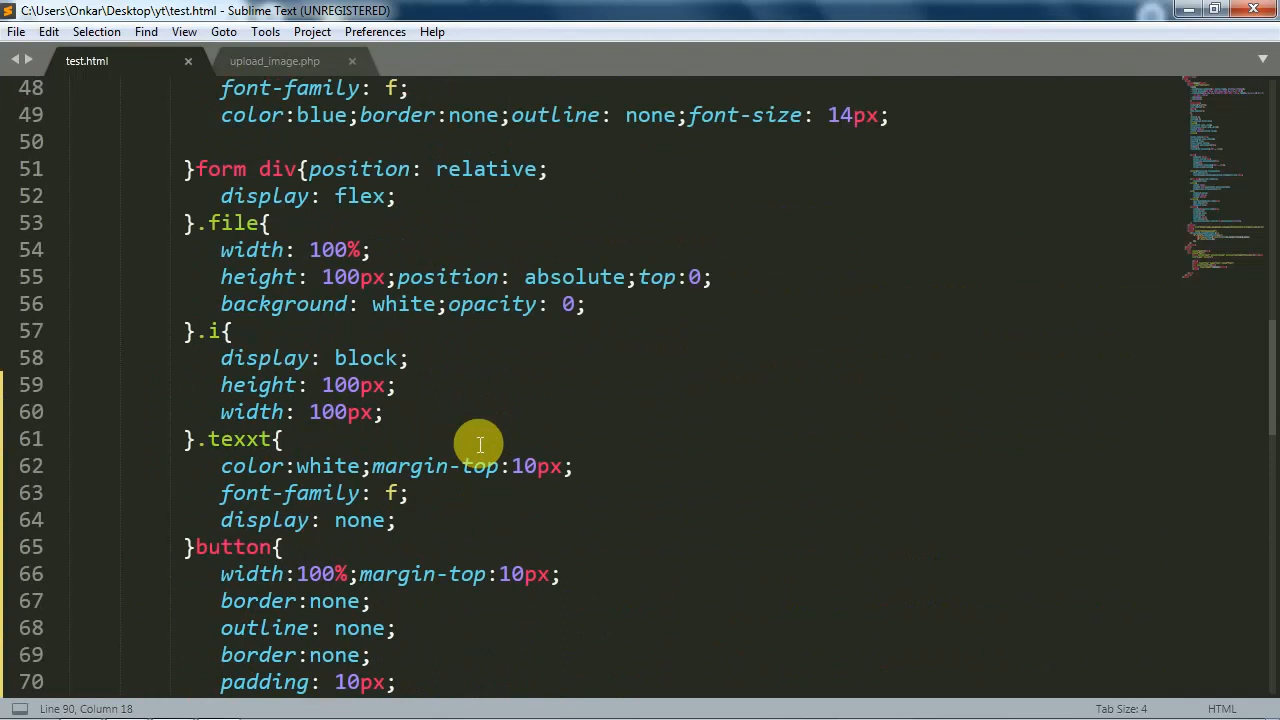 C:\Users\Onkar\Desktop\yt\test.html - Sublime Text (UNREGISTERED)
File Edit Selection Find View Goto Tools Project Preferences Help
test.html upload_image.php
48 font-family: f;
49 color:blue;border:none;outline: none;font-size: 14px;
50
51 }form div{position: relative;
52 display: flex;
53 }.file{
54 width: 100%;
55 height: 100px;position: absolute;top:0;
56 background: white;opacity: 0;
57 }.i{
58 display: block;
59 height: 100px;
60 width: 100px;
61 }.texxt{
62 color:white;margin-top:10px;
63 font-family: f;
64 display: none;
65 }button{
66 width:100%;margin-top:10px;
67 border:none;
68 outline: none;
69 border:none;
70 padding: 10px;
Line 90, Column 18 Tab Size: 4 HTML